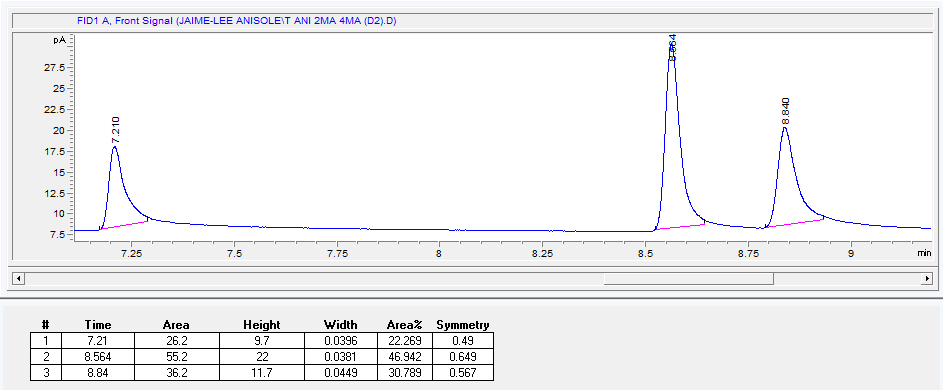 FID1 A, Front Signal (JAIME-LEE ANISOLE\T ANI 2MA 4MA (D2).D)
pA
27.5
25
22.5
20
17.5
15
12.5
10
7.5
7.210
8.564
8.840
7.25 7.5 7.75 8 8.25 8.5 8.75 9 min
# Time Area Height Width Area% Symmetry
1 7.21 26.2 9.7 0.0396 22.269 0.49
2 8.564 55.2 22 0.0381 46.942 0.649
3 8.84 36.2 11.7 0.0449 30.789 0.567